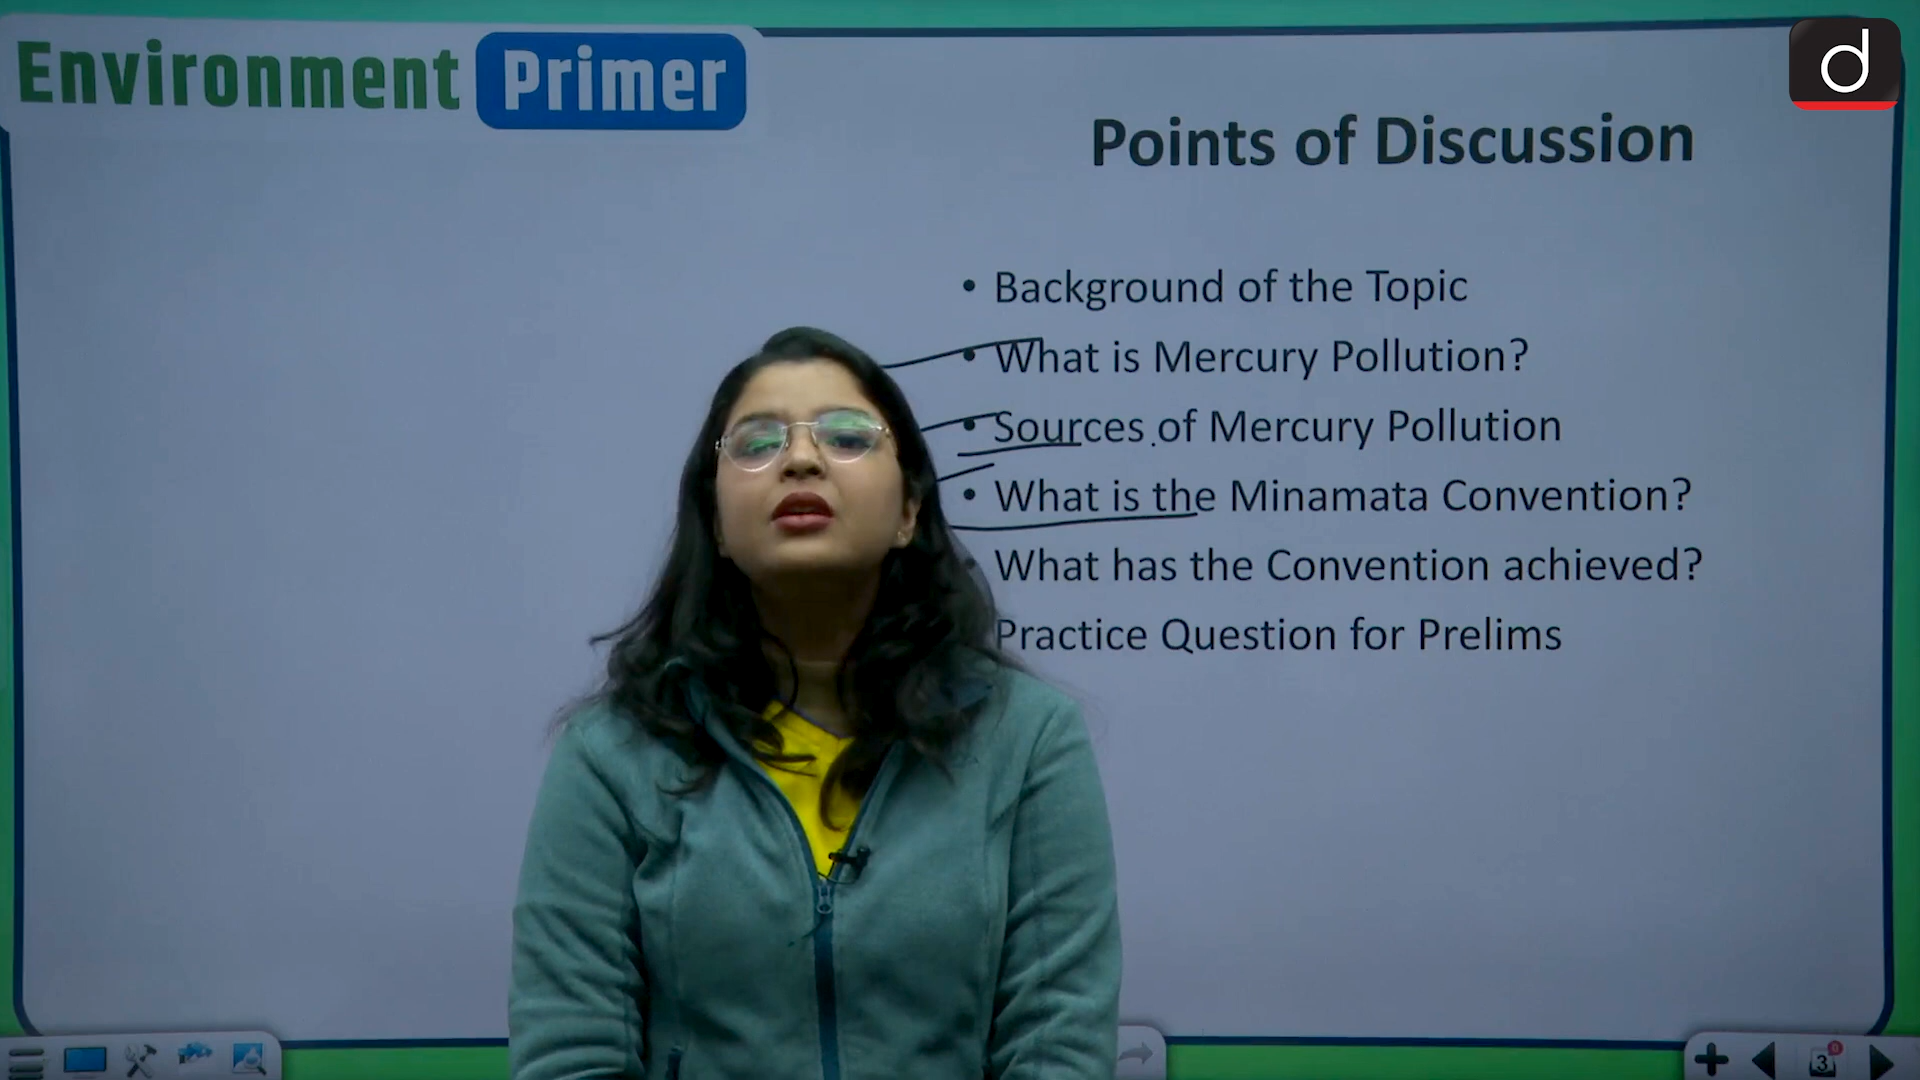 Environment Primer
d
Points of Discussion
• Background of the Topic
• What is Mercury Pollution?
• Sources of Mercury Pollution
• What is the Minamata Convention?
What has the Convention achieved?
Practice Question for Prelims
3